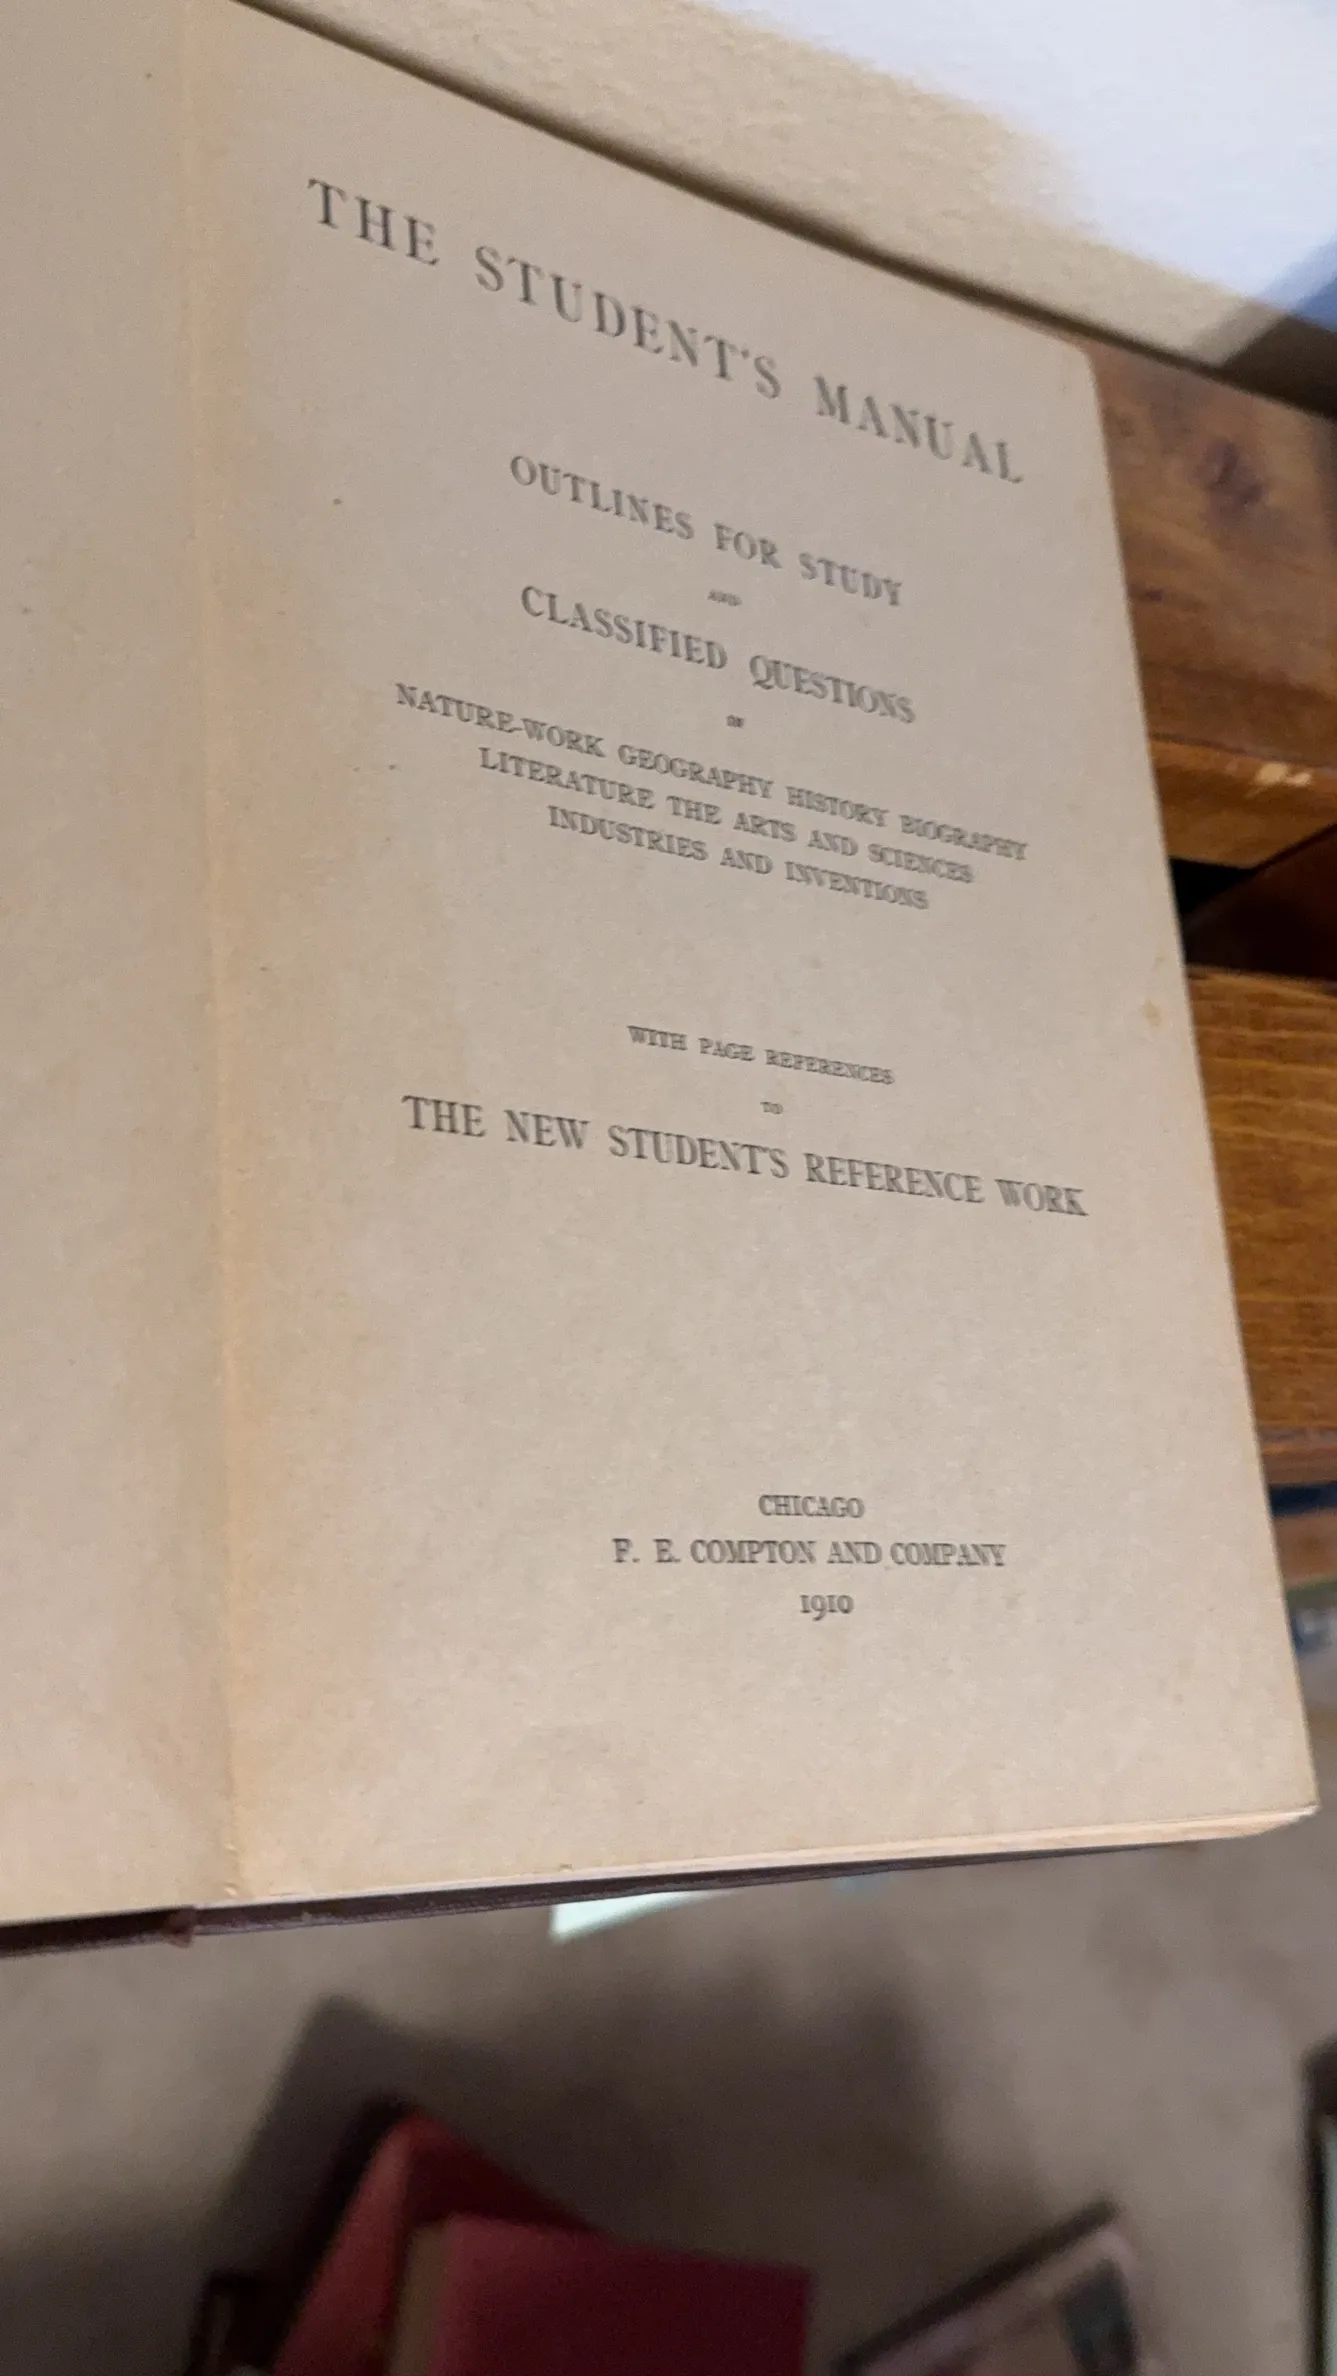 THE STUDENT'S MANUAL
OUTLINES FOR STUDY
AND
CLASSIFIED QUESTIONS
IN
NATURE-WORK GEOGRAPHY HISTORY BIOGRAPHY
LITERATURE THE ARTS AND SCIENCES
INDUSTRIES AND INVENTIONS
WITH PAGE REFERENCES
TO
THE NEW STUDENT'S REFERENCE WORK
CHICAGO
F. E. COMPTON AND COMPANY
1910